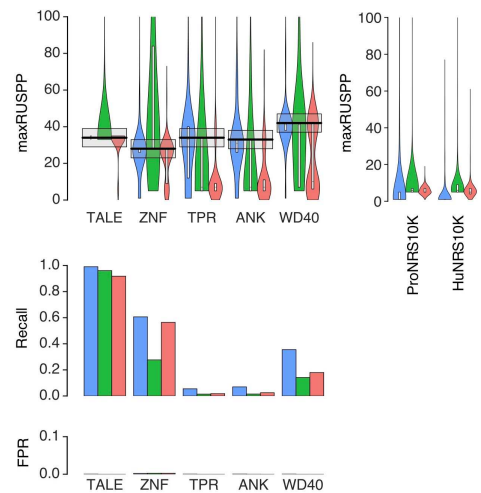 100
80
60
40
20
0
maxRUSPP
TALE ZNF TPR ANK WD40
100
80
60
40
20
0
maxRUSPP
ProNRS10K
HuNRS10K
1.0
0.8
0.6
0.4
0.2
0.0
Recall
0.1
0.0
FPR
TALE ZNF TPR ANK WD40